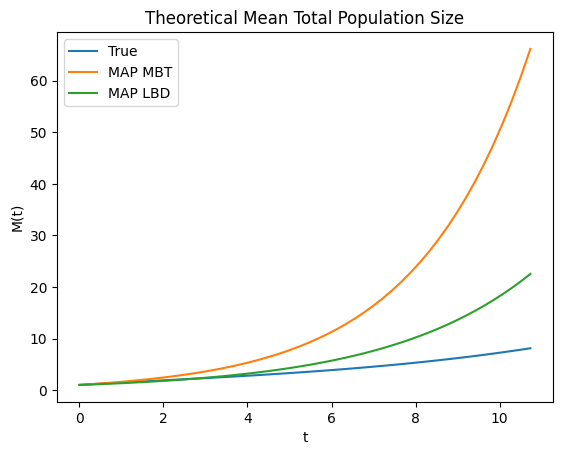 Theoretical Mean Total Population Size
True
MAP MBT
MAP LBD
M(t)
60
50
40
30
20
10
0
0 2 4 6 8 10
t